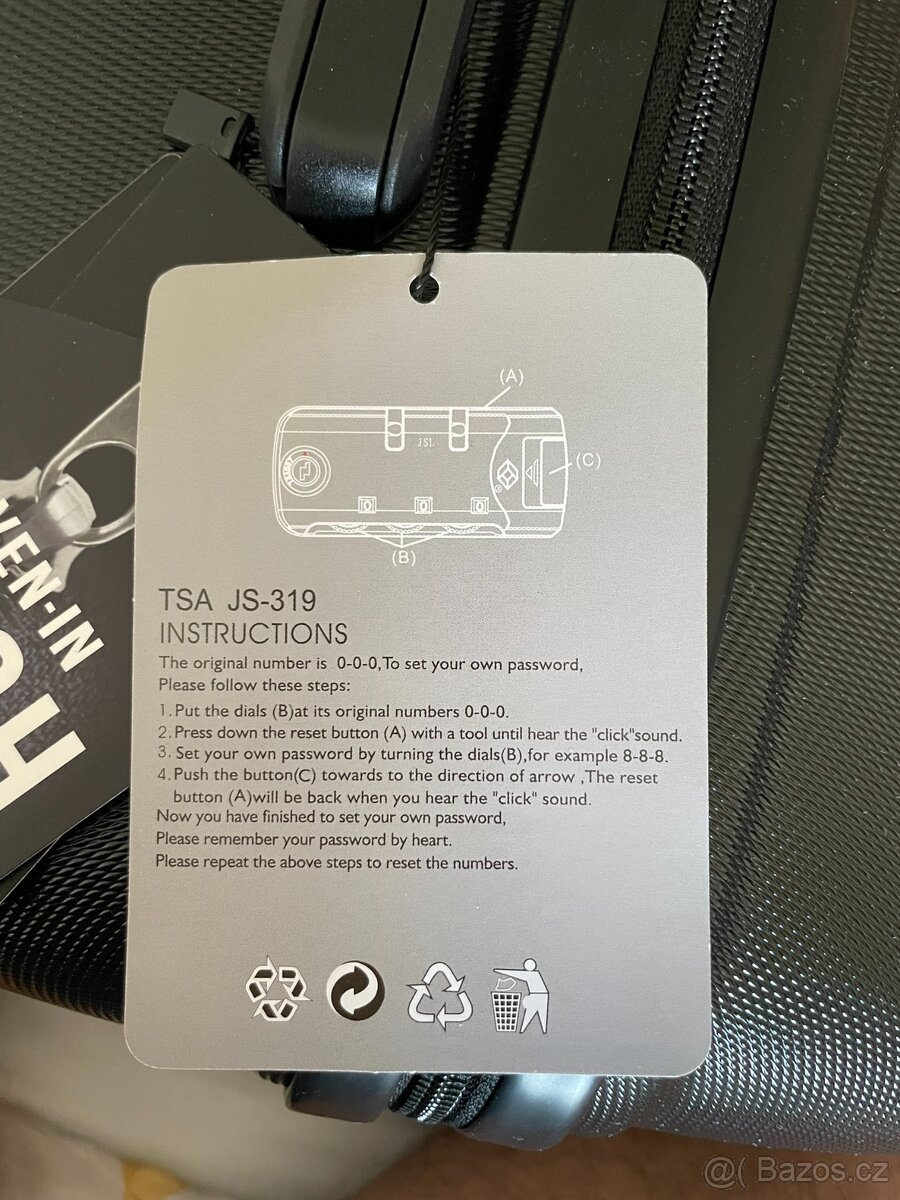 (A)
JSL
(C)
0 0 0
(B)
TSA JS-319
INSTRUCTIONS
The original number is 0-0-0,To set your own password,
Please follow these steps:
1.Put the dials (B)at its original numbers 0-0-0.
2.Press down the reset button (A) with a tool until hear the "click"sound.
3. Set your own password by turning the dials(B),for example 8-8-8.
4.Push the button(C) towards to the direction of arrow ,The reset
button (A)will be back when you hear the "click" sound.
Now you have finished to set your own password,
Please remember your password by heart.
Please repeat the above steps to reset the numbers.
VEN-IN
@( Bazos.cz